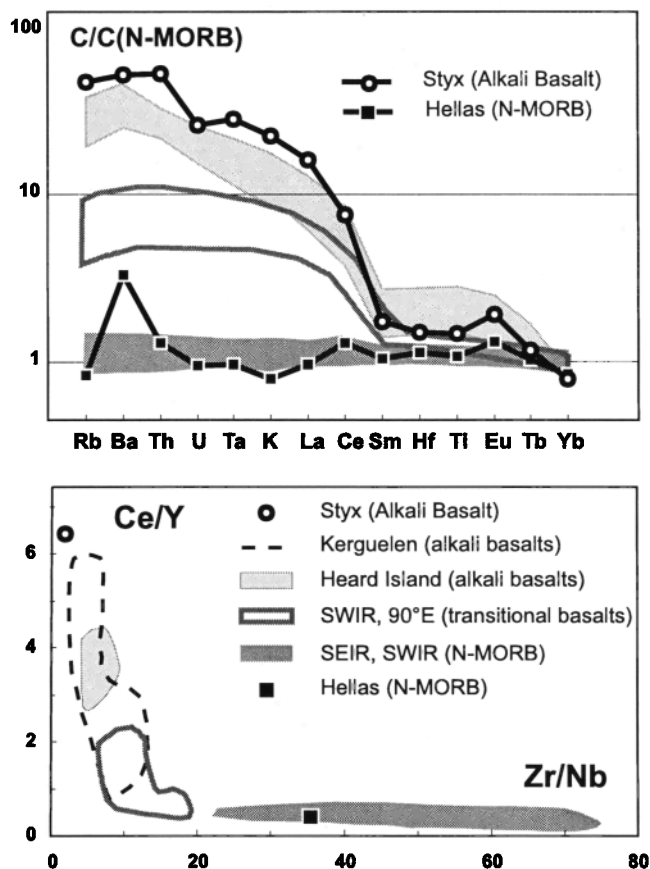 100
C/C(N-MORB)
Styx (Alkali Basalt)
Hellas (N-MORB)
10
1
Rb Ba Th U Ta K La Ce Sm Hf Ti Eu Tb Yb
Ce/Y
Styx (Alkali Basalt)
Kerguelen (alkali basalts)
Heard Island (alkali basalts)
SWIR, 90°E (transitional basalts)
SEIR, SWIR (N-MORB)
Hellas (N-MORB)
6
4
2
Zr/Nb
0
0 20 40 60 80